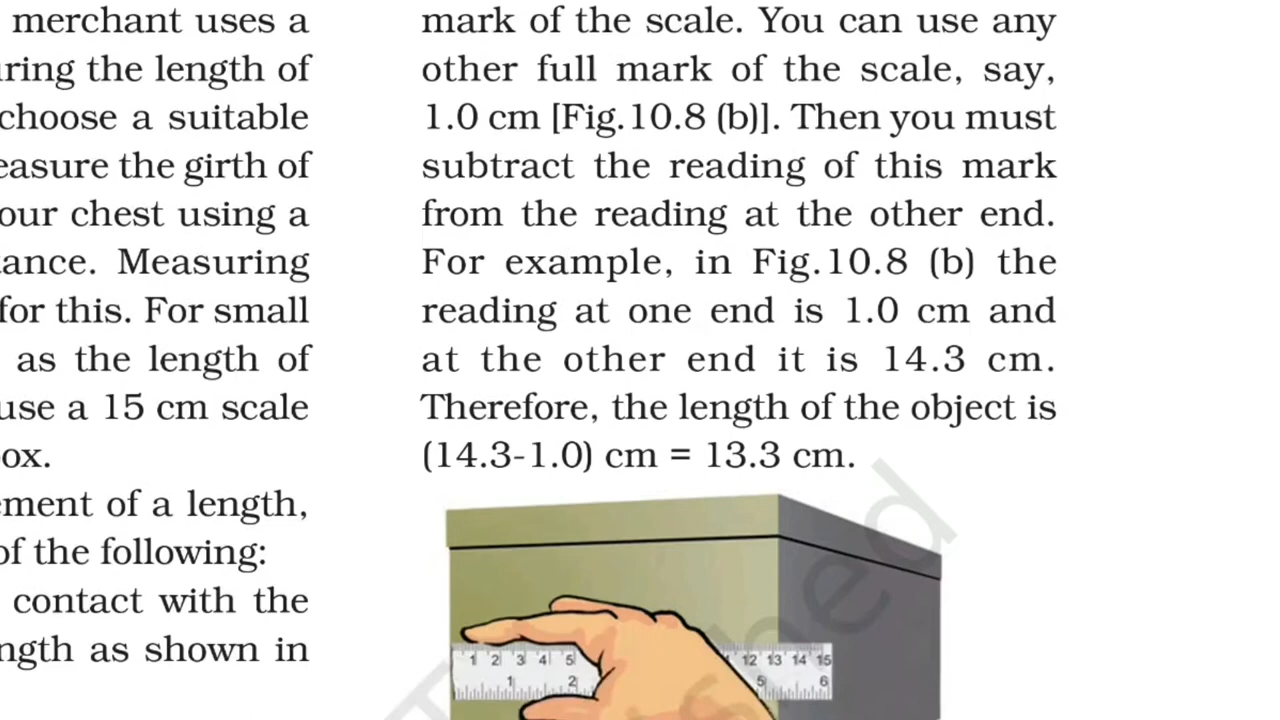 merchant uses a
the length of
choose a suitable
the girth of
our chest using a
Measuring
for this. For small
as the length of
use a 15 cm scale
of a length,
of the following:
contact with the
as shown in
mark of the scale. You can use any
other full mark of the scale, say,
1.0 cm [Fig.10.8 (b)]. Then you must
subtract the reading of this mark
from the reading at the other end.
For example, in Fig.10.8 (b) the
reading at one end is 1.0 cm and
at the other end it is 14.3 cm.
Therefore, the length of the object is
(14.3-1.0) cm = 13.3 cm.
1 2 3 4 5 12 13 14 15
1 2 5 6